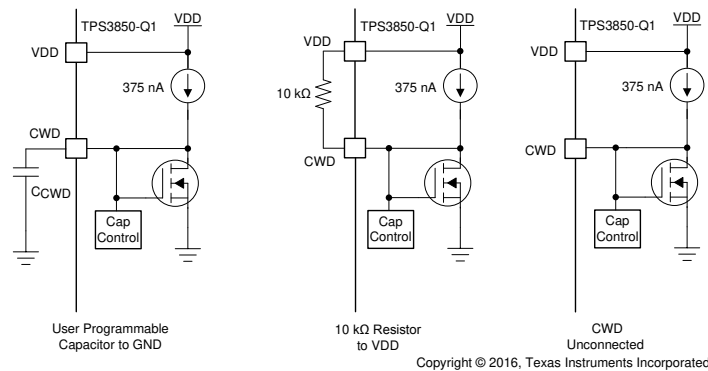 TPS3850-Q1
VDD
VDD
375 nA
CWD
CCWD
Cap
Control
User Programmable
Capacitor to GND
TPS3850-Q1
VDD
VDD
10 kΩ
375 nA
CWD
Cap
Control
10 kΩ Resistor
to VDD
TPS3850-Q1
VDD
VDD
375 nA
CWD
Cap
Control
CWD
Unconnected
Copyright © 2016, Texas Instruments Incorporated